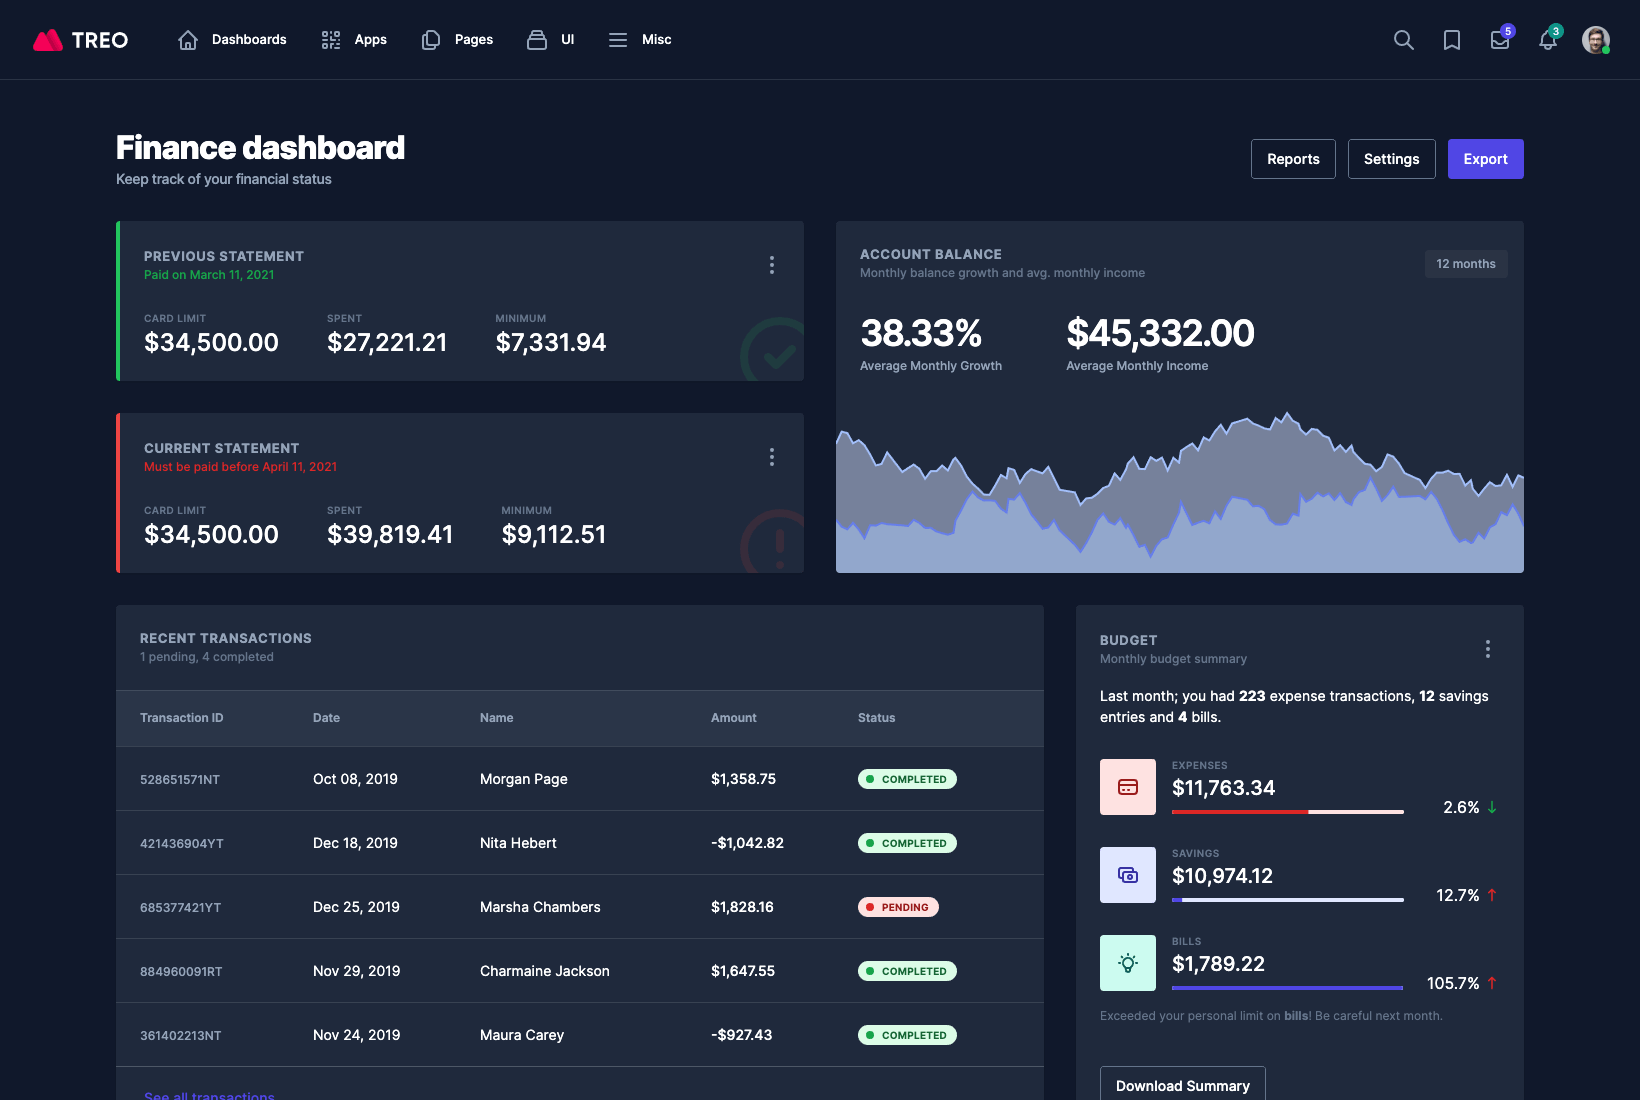 TREO
Dashboards
Apps
Pages
UI
Misc
5
3
Finance dashboard
Keep track of your financial status
Reports
Settings
Export
PREVIOUS STATEMENT
Paid on March 11, 2021
CARD LIMIT SPENT MINIMUM
$34,500.00 $27,221.21 $7,331.94
ACCOUNT BALANCE
Monthly balance growth and avg. monthly income
12 months
38.33% $45,332.00
Average Monthly Growth Average Monthly Income
CURRENT STATEMENT
Must be paid before April 11, 2021
CARD LIMIT SPENT MINIMUM
$34,500.00 $39,819.41 $9,112.51
RECENT TRANSACTIONS
1 pending, 4 completed
Transaction ID Date Name Amount Status
528651571NT Oct 08, 2019 Morgan Page $1,358.75 COMPLETED
421436904YT Dec 18, 2019 Nita Hebert -$1,042.82 COMPLETED
685377421YT Dec 25, 2019 Marsha Chambers $1,828.16 PENDING
884960091RT Nov 29, 2019 Charmaine Jackson $1,647.55 COMPLETED
361402213NT Nov 24, 2019 Maura Carey -$927.43 COMPLETED
See all transactions
BUDGET
Monthly budget summary
Last month; you had 223 expense transactions, 12 savings
entries and 4 bills.
EXPENSES
$11,763.34
2.6%
SAVINGS
$10,974.12
12.7%
BILLS
$1,789.22
105.7%
Exceeded your personal limit on bills! Be careful next month.
Download Summary